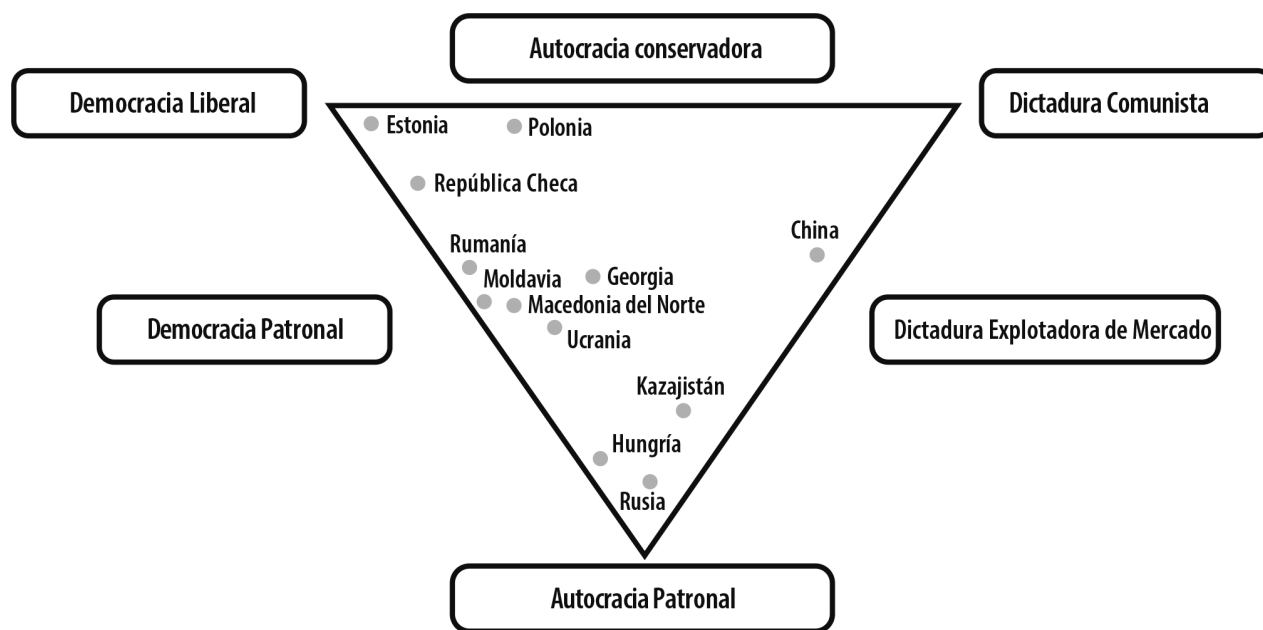 Autocracia conservadora
Democracia Liberal
Dictadura Comunista
Estonia
Polonia
República Checa
China
Rumanía
Georgia
Moldavia
Macedonia del Norte
Democracia Patronal
Ucrania
Dictadura Explotadora de Mercado
Kazajistán
Hungría
Rusia
Autocracia Patronal